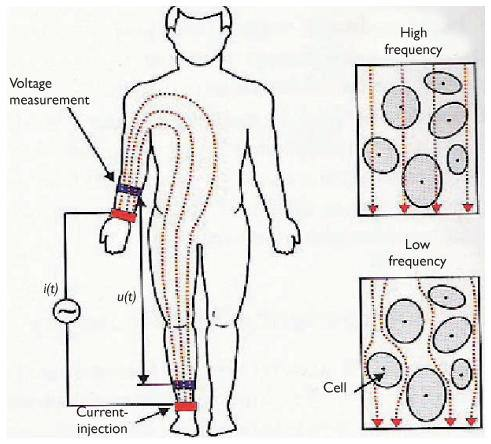 High
frequency
Voltage
measurement
Low
frequency
i(t)
u(t)
~
Cell
Current-
injection